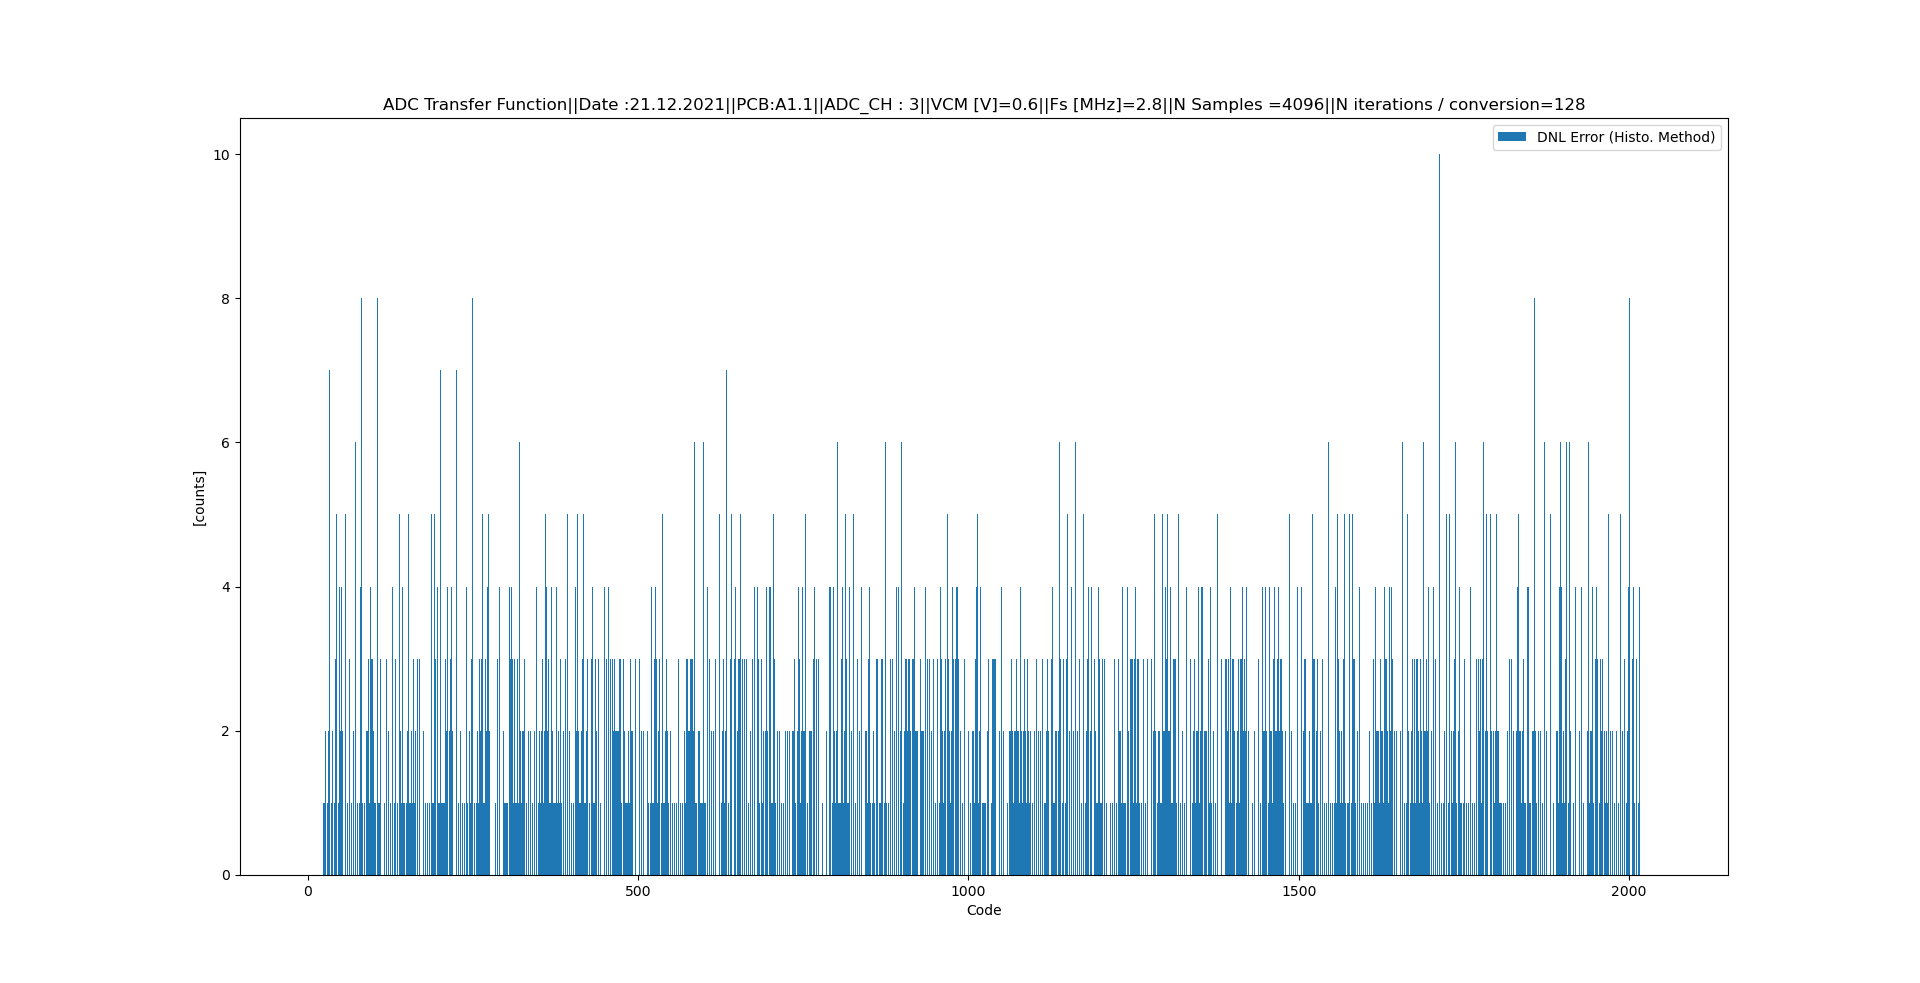 ADC Transfer Function||Date :21.12.2021||PCB:A1.1||ADC_CH : 3||VCM [V]=0.6||Fs [MHz]=2.8||N Samples =4096||N iterations / conversion=128
DNL Error (Histo. Method)
10
8
6
4
2
0
[counts]
0 500 1000 1500 2000
Code